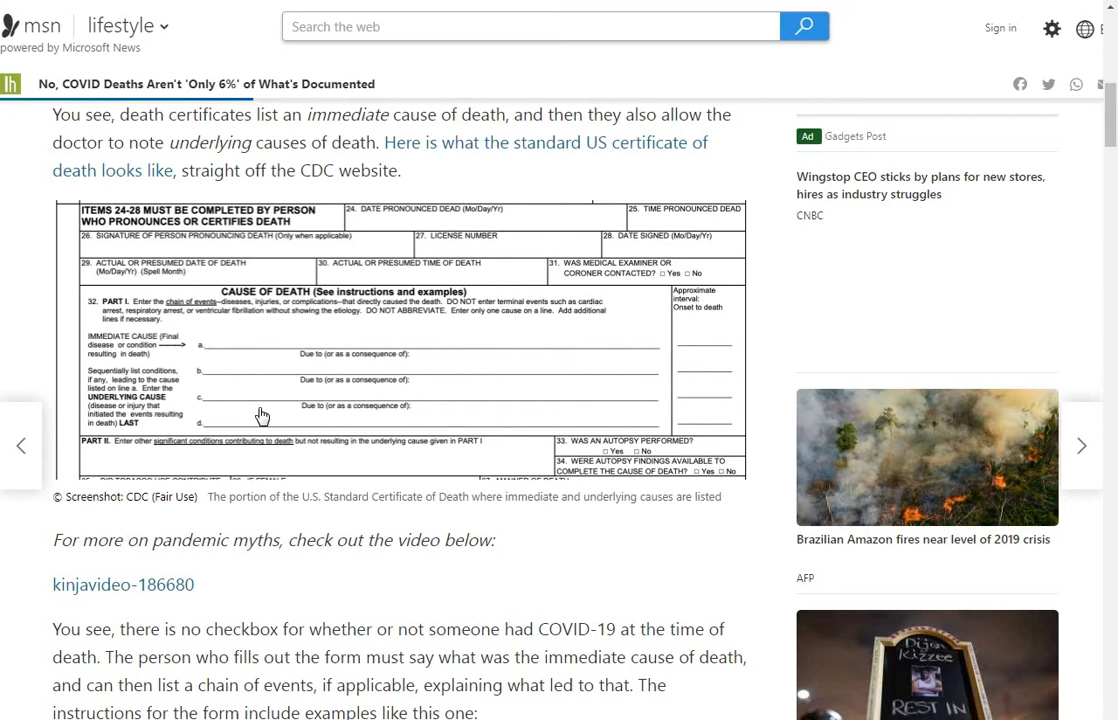 msn
lifestyle
powered by Microsoft News
Search the web
Sign in
lh
No, COVID Deaths Aren't 'Only 6%' of What's Documented
You see, death certificates list an immediate cause of death, and then they also allow the
doctor to note underlying causes of death. Here is what the standard US certificate of
death looks like, straight off the CDC website.
ITEMS 24-28 MUST BE COMPLETED BY PERSON
WHO PRONOUNCES OR CERTIFIES DEATH
24. DATE PRONOUNCED DEAD (Mo/Day/Yr)
25. TIME PRONOUNCED DEAD
26. SIGNATURE OF PERSON PRONOUNCING DEATH (Only when applicable)
27. LICENSE NUMBER
28. DATE SIGNED (Mo/Day/Yr)
29. ACTUAL OR PRESUMED DATE OF DEATH
(Mo/Day/Yr) (Spell Month)
30. ACTUAL OR PRESUMED TIME OF DEATH
31. WAS MEDICAL EXAMINER OR
CORONER CONTACTED? □ Yes □ No
CAUSE OF DEATH (See instructions and examples)
32. PART I. Enter the chain of events--diseases, injuries, or complications--that directly caused the death. DO NOT enter terminal events such as cardiac
arrest, respiratory arrest, or ventricular fibrillation without showing the etiology. DO NOT ABBREVIATE. Enter only one cause on a line. Add additional
lines if necessary.
Approximate
interval:
Onset to death
IMMEDIATE CAUSE (Final
disease or condition --------->
resulting in death)
a.
Due to (or as a consequence of):
Sequentially list conditions,
if any, leading to the cause
listed on line a. Enter the
UNDERLYING CAUSE
(disease or injury that
initiated the events resulting
in death) LAST
b.
Due to (or as a consequence of):
c.
Due to (or as a consequence of):
d.
PART II. Enter other significant conditions contributing to death but not resulting in the underlying cause given in PART I
33. WAS AN AUTOPSY PERFORMED?
□ Yes □ No
34. WERE AUTOPSY FINDINGS AVAILABLE TO
COMPLETE THE CAUSE OF DEATH? □ Yes □ No
© Screenshot: CDC (Fair Use) The portion of the U.S. Standard Certificate of Death where immediate and underlying causes are listed
For more on pandemic myths, check out the video below:
kinjavideo-186680
You see, there is no checkbox for whether or not someone had COVID-19 at the time of
death. The person who fills out the form must say what was the immediate cause of death,
and can then list a chain of events, if applicable, explaining what led to that. The
instructions for the form include examples like this one:
Ad Gadgets Post
Wingstop CEO sticks by plans for new stores,
hires as industry struggles
CNBC
Brazilian Amazon fires near level of 2019 crisis
AFP
Dijon
Kizzee
REST IN